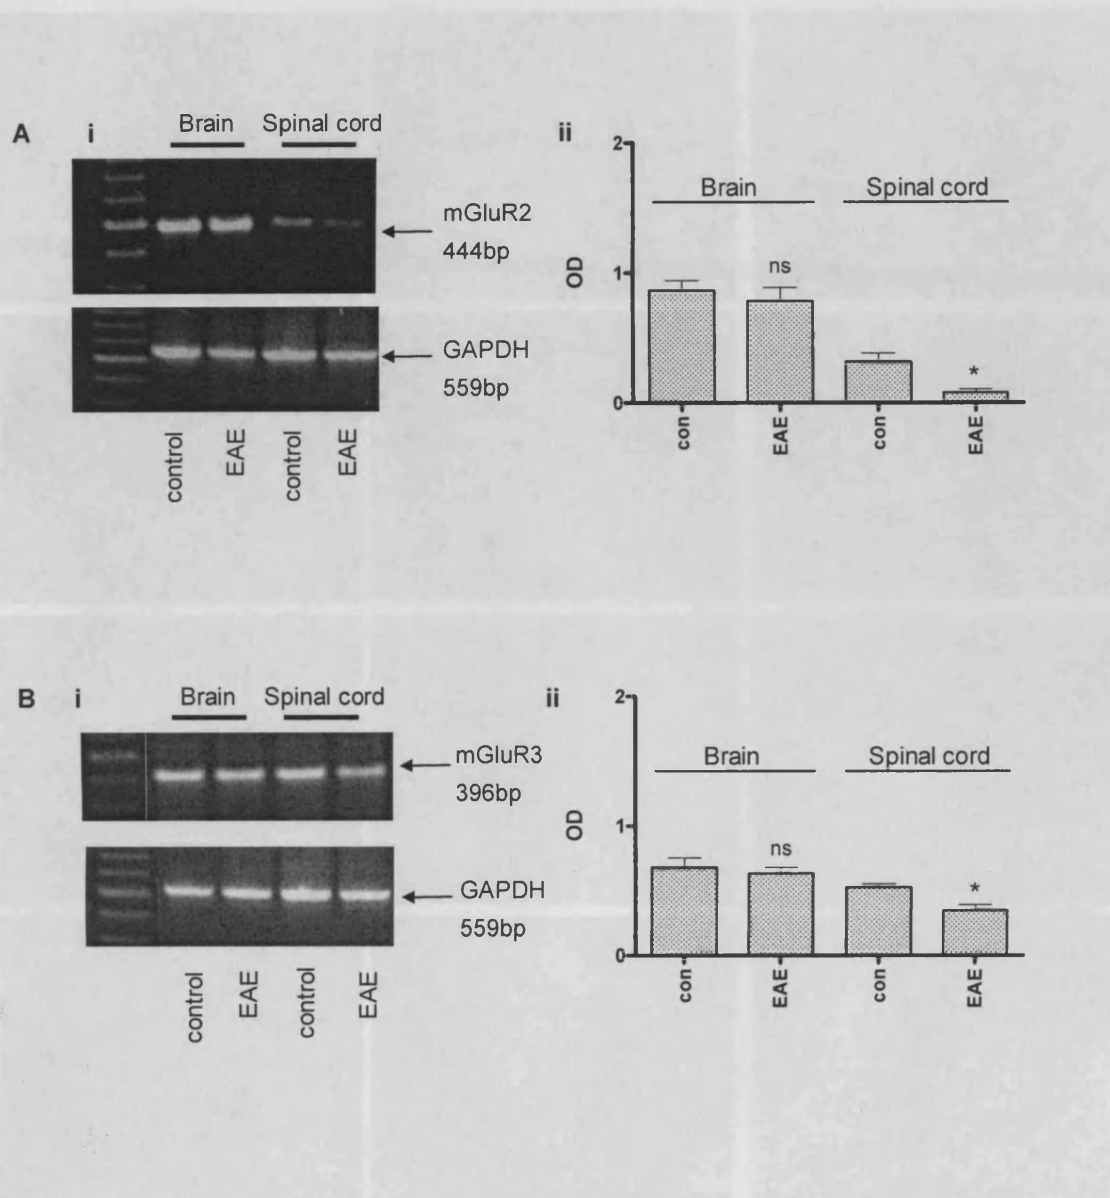 A
i
Brain
Spinal cord
mGluR2
444bp
GAPDH
559bp
control
EAE
control
EAE
ii
2
1
0
OD
Brain
Spinal cord
ns
*
con
EAE
con
EAE
B
i
Brain
Spinal cord
mGluR3
396bp
GAPDH
559bp
control
EAE
control
EAE
ii
2
1
0
OD
Brain
Spinal cord
ns
*
con
EAE
con
EAE